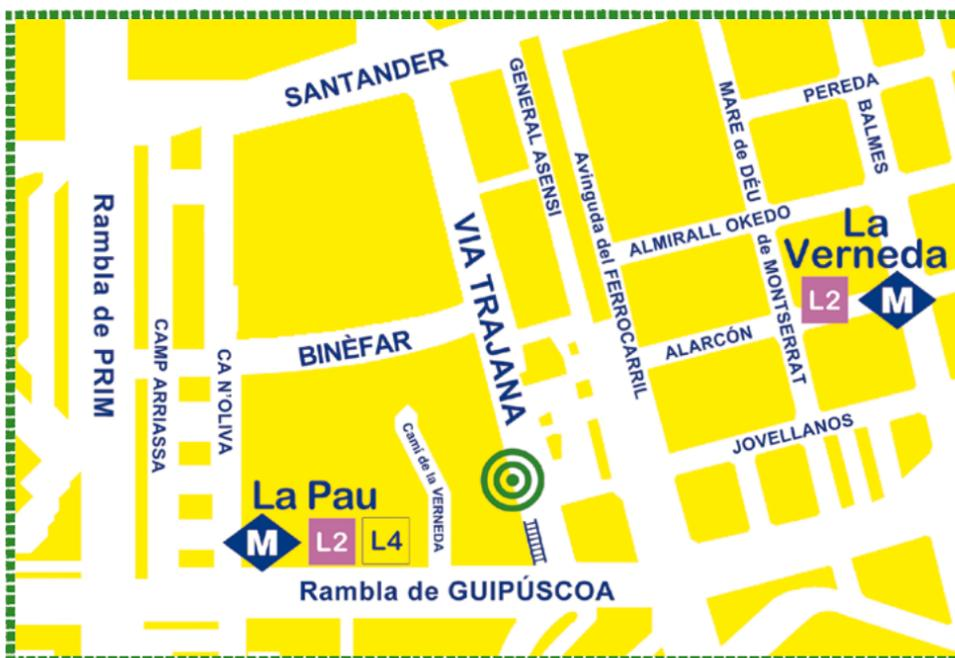 SANTANDER
GENERAL ASENSI
MARE de DÉU de MONTSERRAT
PEREDA
BALMES
Avinguda del FERROCARRIL
ALMIRALL OKEDO
La
Verneda
L2 M
Rambla de PRIM
VIA TRAJANA
CAMP ARRIASSA
CA N'OLIVA
BINÈFAR
ALARCÓN
JOVELLANOS
Camí de la VERNEDA
La Pau
M L2 L4
Rambla de GUIPÚSCOA